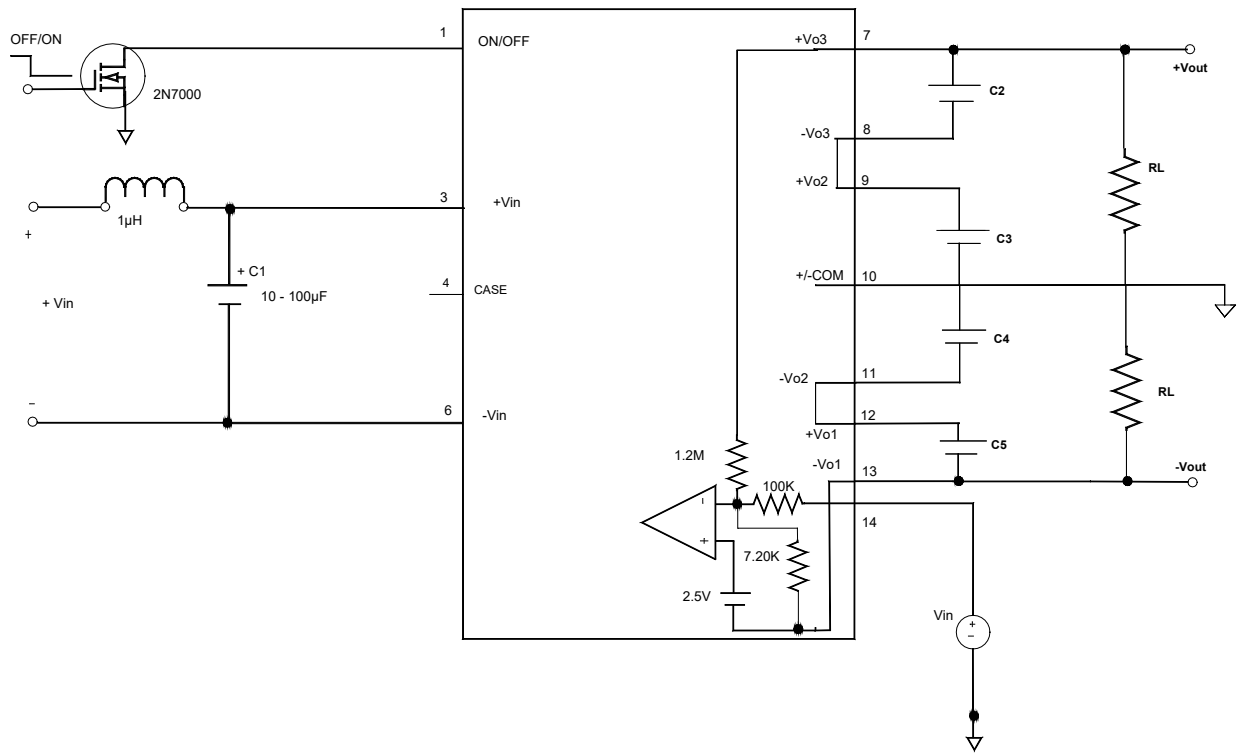 OFF/ON
2N7000
1
ON/OFF
+Vo3
7
+Vout
C2
-Vo3
8
+Vo2
9
RL
1µH
3
+Vin
+
C3
+ C1
10 - 100µF
4
CASE
+/-COM
10
+ Vin
C4
-Vo2
11
RL
−
6
-Vin
12
+Vo1
C5
1.2M
-Vo1
13
-Vout
100K
-
14
+
7.20K
2.5V
Vin
+
−